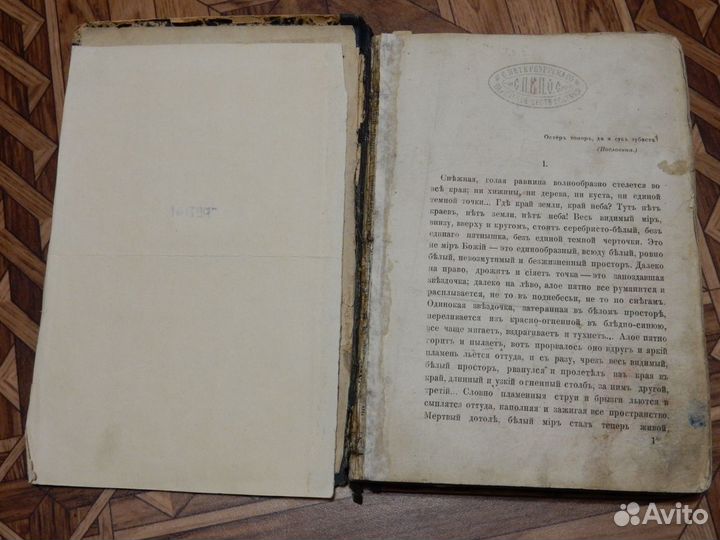 Остёръ топоръ, да и сукъ зубастъ!
(Пословица.)
I.
Снѣжная, голая равнина волнообразно стелется во
всѣ края; ни хижины, ни дерева, ни куста, ни единой
темной точки... Гдѣ край земли, край неба? Тутъ нѣтъ
краевъ, нѣтъ земли, нѣтъ неба! Весь видимый міръ,
внизу, вверху и кругомъ, стоитъ серебристо-бѣлый, безъ
единаго пятнышка, безъ единой темной черточки. Это
не міръ Божій — это единообразный, всюду бѣлый, ровно
бѣлый, невозмутимый и безжизненный просторъ. Далеко
на право, дрожитъ и сіяетъ точка — это запоздавшая
звѣздочка; далеко на лѣво, алое пятно все румянится и
расплывается, не то въ поднебесьи, не то по снѣгамъ.
Одинокая звѣздочка, затерянная въ бѣломъ просторѣ,
переливается изъ красно-огненной въ блѣдно-синюю,
все чаще мигаетъ, вздрагиваетъ и тухнетъ... Алое пятно
горитъ и пылаетъ, вотъ прорвалось оно вдругъ и яркій
пламень льётся оттуда, и съ разу, чрезъ весь видимый,
бѣлый просторъ, рванулся и пролетѣлъ изъ края въ
край, длинный и узкій огненный столбъ, за нимъ другой,
третій... Словно пламенныя струи и брызги льются и
сыплятся оттуда, наполняя и зажигая все пространство.
Мертвый дотолѣ, бѣлый міръ сталъ теперь живой,
1
Avito